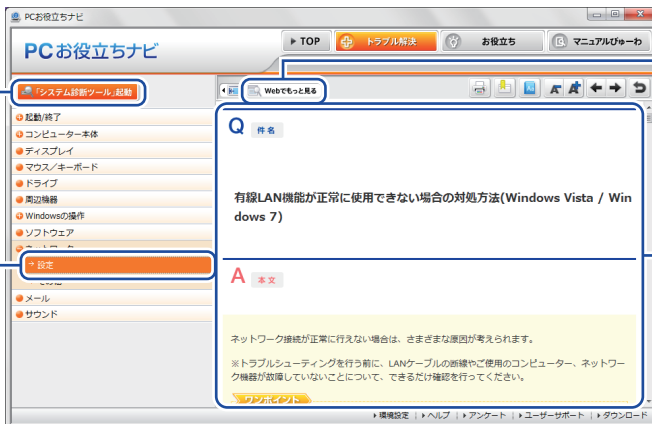 PCお役立ちナビ
PCお役立ちナビ
TOP
トラブル解決
お役立ち
マニュアルびゅーわ
「システム診断ツール」起動
Webでもっと見る
起動/終了
コンピューター本体
ディスプレイ
マウス／キーボード
ドライブ
周辺機器
Windowsの操作
ソフトウェア
設定
メール
サウンド
Q 件名
有線LAN機能が正常に使用できない場合の対処方法(Windows Vista / Win
dows 7)
A 本文
ネットワーク接続が正常に行えない場合は、さまざまな原因が考えられます。
※トラブルシューティングを行う前に、LANケーブルの断線やご使用のコンピューター、ネットワー
ク機器が故障していないことについて、できるだけ確認を行ってください。
ワンポイント
環境設定 | ヘルプ | アンケート | ユーザーサポート | ダウンロード